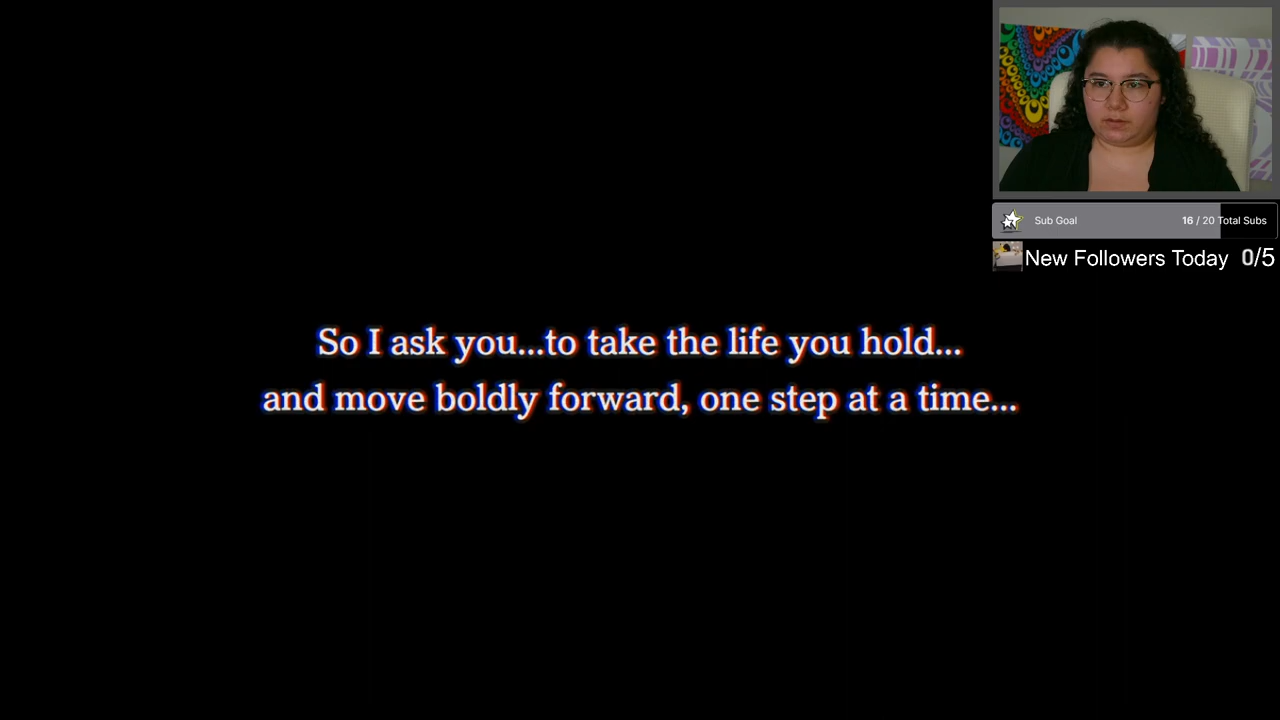 Sub Goal
16 / 20 Total Subs
New Followers Today 0/5
So I ask you...to take the life you hold...
and move boldly forward, one step at a time...